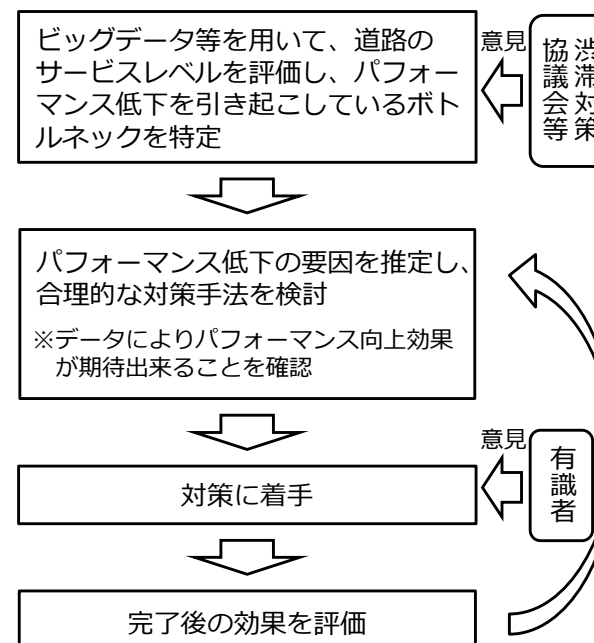 ビッグデータ等を用いて、道路の
サービスレベルを評価し、パフォー
マンス低下を引き起こしているボト
ルネックを特定
意見
渋滞対策
協議会等
パフォーマンス低下の要因を推定し、
合理的な対策手法を検討
※データによりパフォーマンス向上効果
が期待出来ることを確認
対策に着手
意見
有識者
完了後の効果を評価